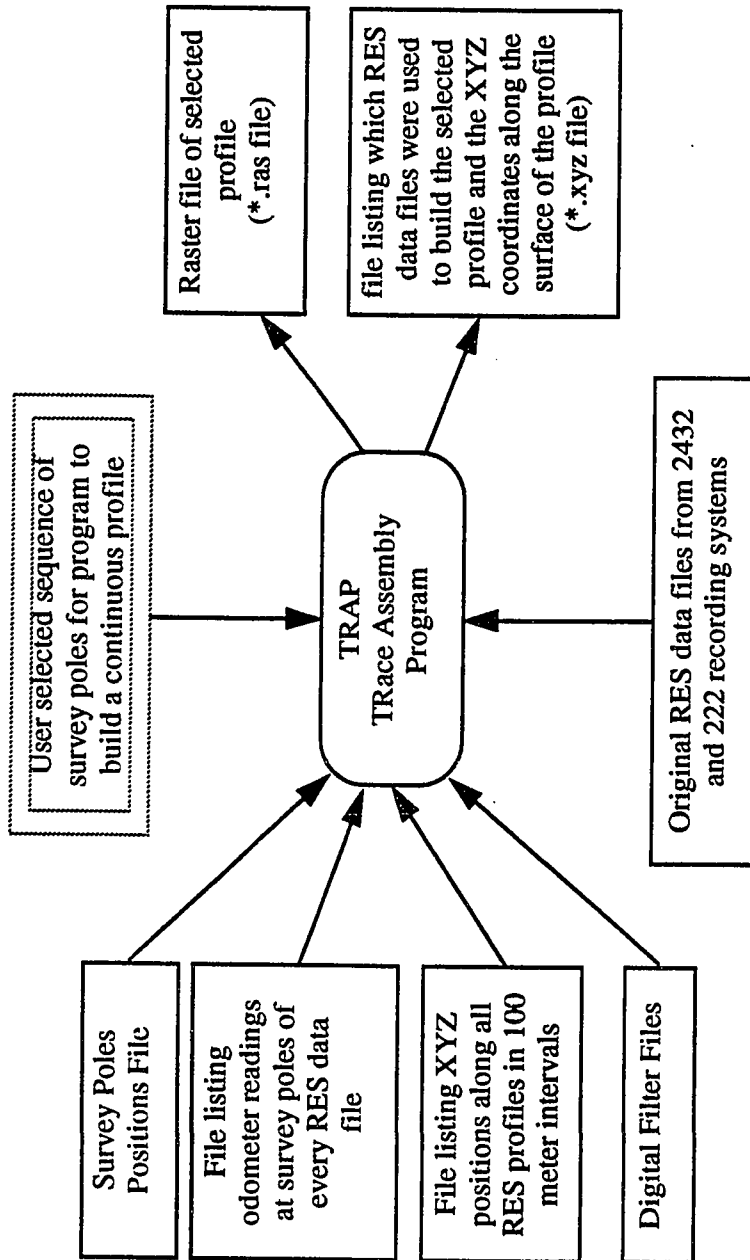 User selected sequence of
survey poles for program to
build a continuous profile
Survey Poles
Positions File
File listing
odometer readings
at survey poles of
every RES data
file
File listing XYZ
positions along all
RES profiles in 100
meter intervals
Digital Filter Files
TRAP
TRace Assembly
Program
Original RES data files from 2432
and 222 recording systems
Raster file of selected
profile
(*.ras file)
file listing which RES
data files were used
to build the selected
profile and the XYZ
coordinates along the
surface of the profile
(*.xyz file)